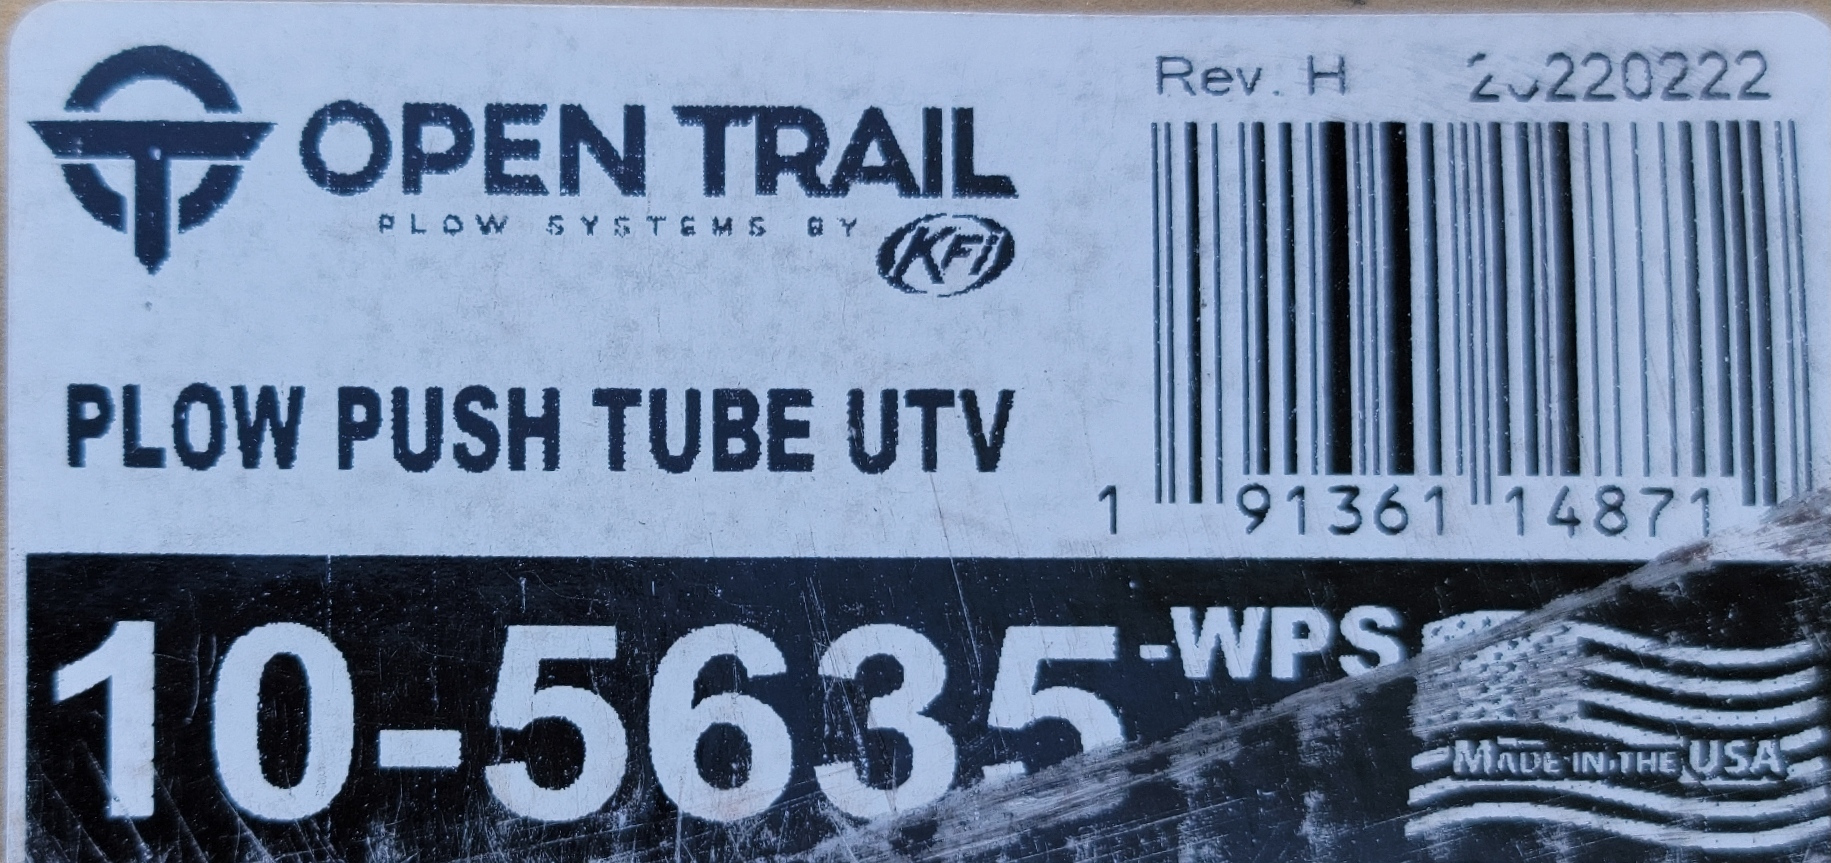 OPEN TRAIL
PLOW SYSTEMS BY KFi
PLOW PUSH TUBE UTV
Rev. H 20220222
1 91361 14871
10-5635-WPS
MADE IN THE USA